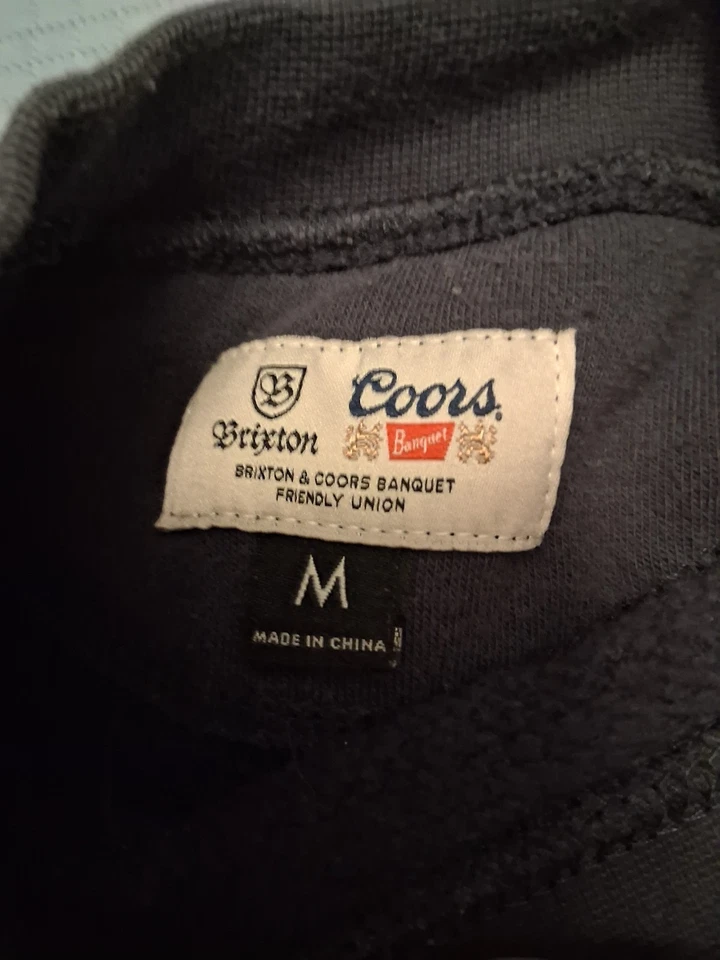 B
Brixton
Coors.
Banquet
BRIXTON & COORS BANQUET
FRIENDLY UNION
M
MADE IN CHINA